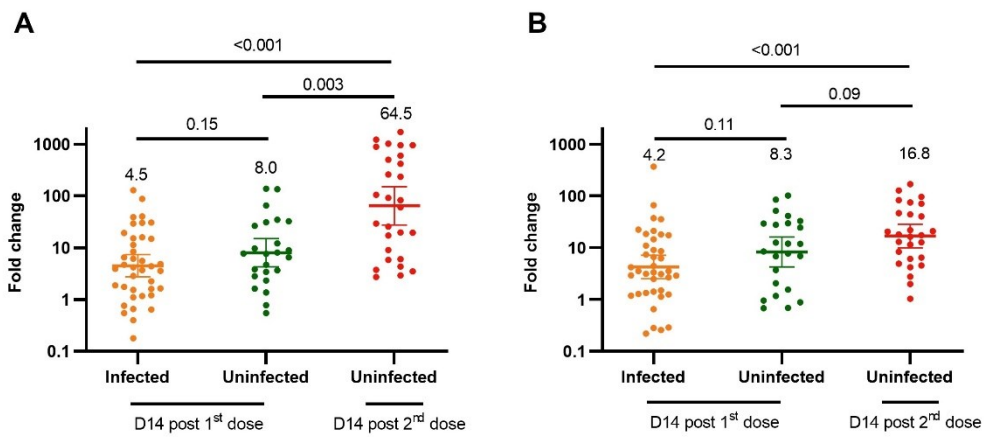 A
<0.001
0.003
64.5
0.15
4.5
8.0
Fold change
1000
100
10
1
0.1
Infected
Uninfected
Uninfected
D14 post 1st dose
D14 post 2nd dose
B
<0.001
0.09
0.11
4.2
8.3
16.8
Fold change
1000
100
10
1
0.1
Infected
Uninfected
Uninfected
D14 post 1st dose
D14 post 2nd dose